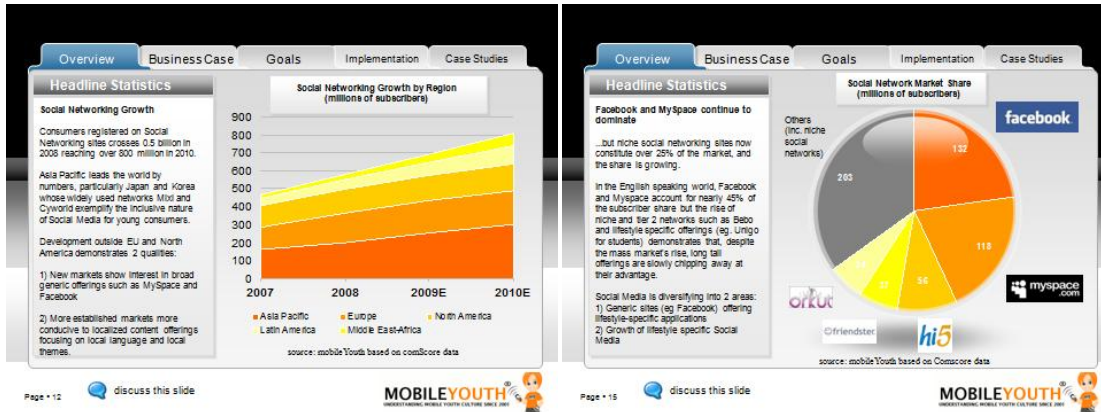 Overview
Business Case
Goals
Implementation
Case Studies
Headline Statistics
Social Networking Growth
Consumers registered on Social
Networking sites crosses 0.5 billion in
2008 reaching over 800 million in 2010.
Asia Pacific leads the world by
numbers, particularly Japan and Korea
whose widely used networks Mixi and
Cyworld exemplify the inclusive nature
of Social Media for young consumers.
Development outside EU and North
America demonstrates 2 qualities:
1) New markets show interest in broad
generic offerings such as MySpace and
Facebook
2) More established markets more
conducive to localized content offerings
focusing on local language and local
themes.
Social Networking Growth by Region
(millions of subscribers)
900
800
700
600
500
400
300
200
100
0
2007 2008 2009E 2010E
Asia Pacific Europe North America
Latin America Middle East-Africa
source: mobileYouth based on comScore data
Page • 12
discuss this slide
MOBILEYOUTH®
UNDERSTANDING MOBILE YOUTH CULTURE SINCE 2001
Overview
Business Case
Goals
Implementation
Case Studies
Headline Statistics
Facebook and MySpace continue to
dominate
...but niche social networking sites now
constitute over 25% of the market, and
the share is growing.
In the English speaking world, Facebook
and Myspace account for nearly 45% of
the subscriber share but the rise of
niche and tier 2 networks such as Bebo
and lifestyle specific offerings (eg. Unigo
for students) demonstrates that, despite
the mass market's rise, long tail
offerings are slowly chipping away at
their advantage.
Social Media is diversifying into 2 areas:
1) Generic sites (eg Facebook) offering
lifestyle-specific applications
2) Growth of lifestyle specific Social
Media
Social Network Market Share
(millions of subscribers)
Others
(inc. niche
social
networks)
facebook
132
203
118
56
37
myspace
.com
orkut
friendster
hi5
source: mobileYouth based on Comscore data
Page • 15
discuss this slide
MOBILEYOUTH®
UNDERSTANDING MOBILE YOUTH CULTURE SINCE 2001